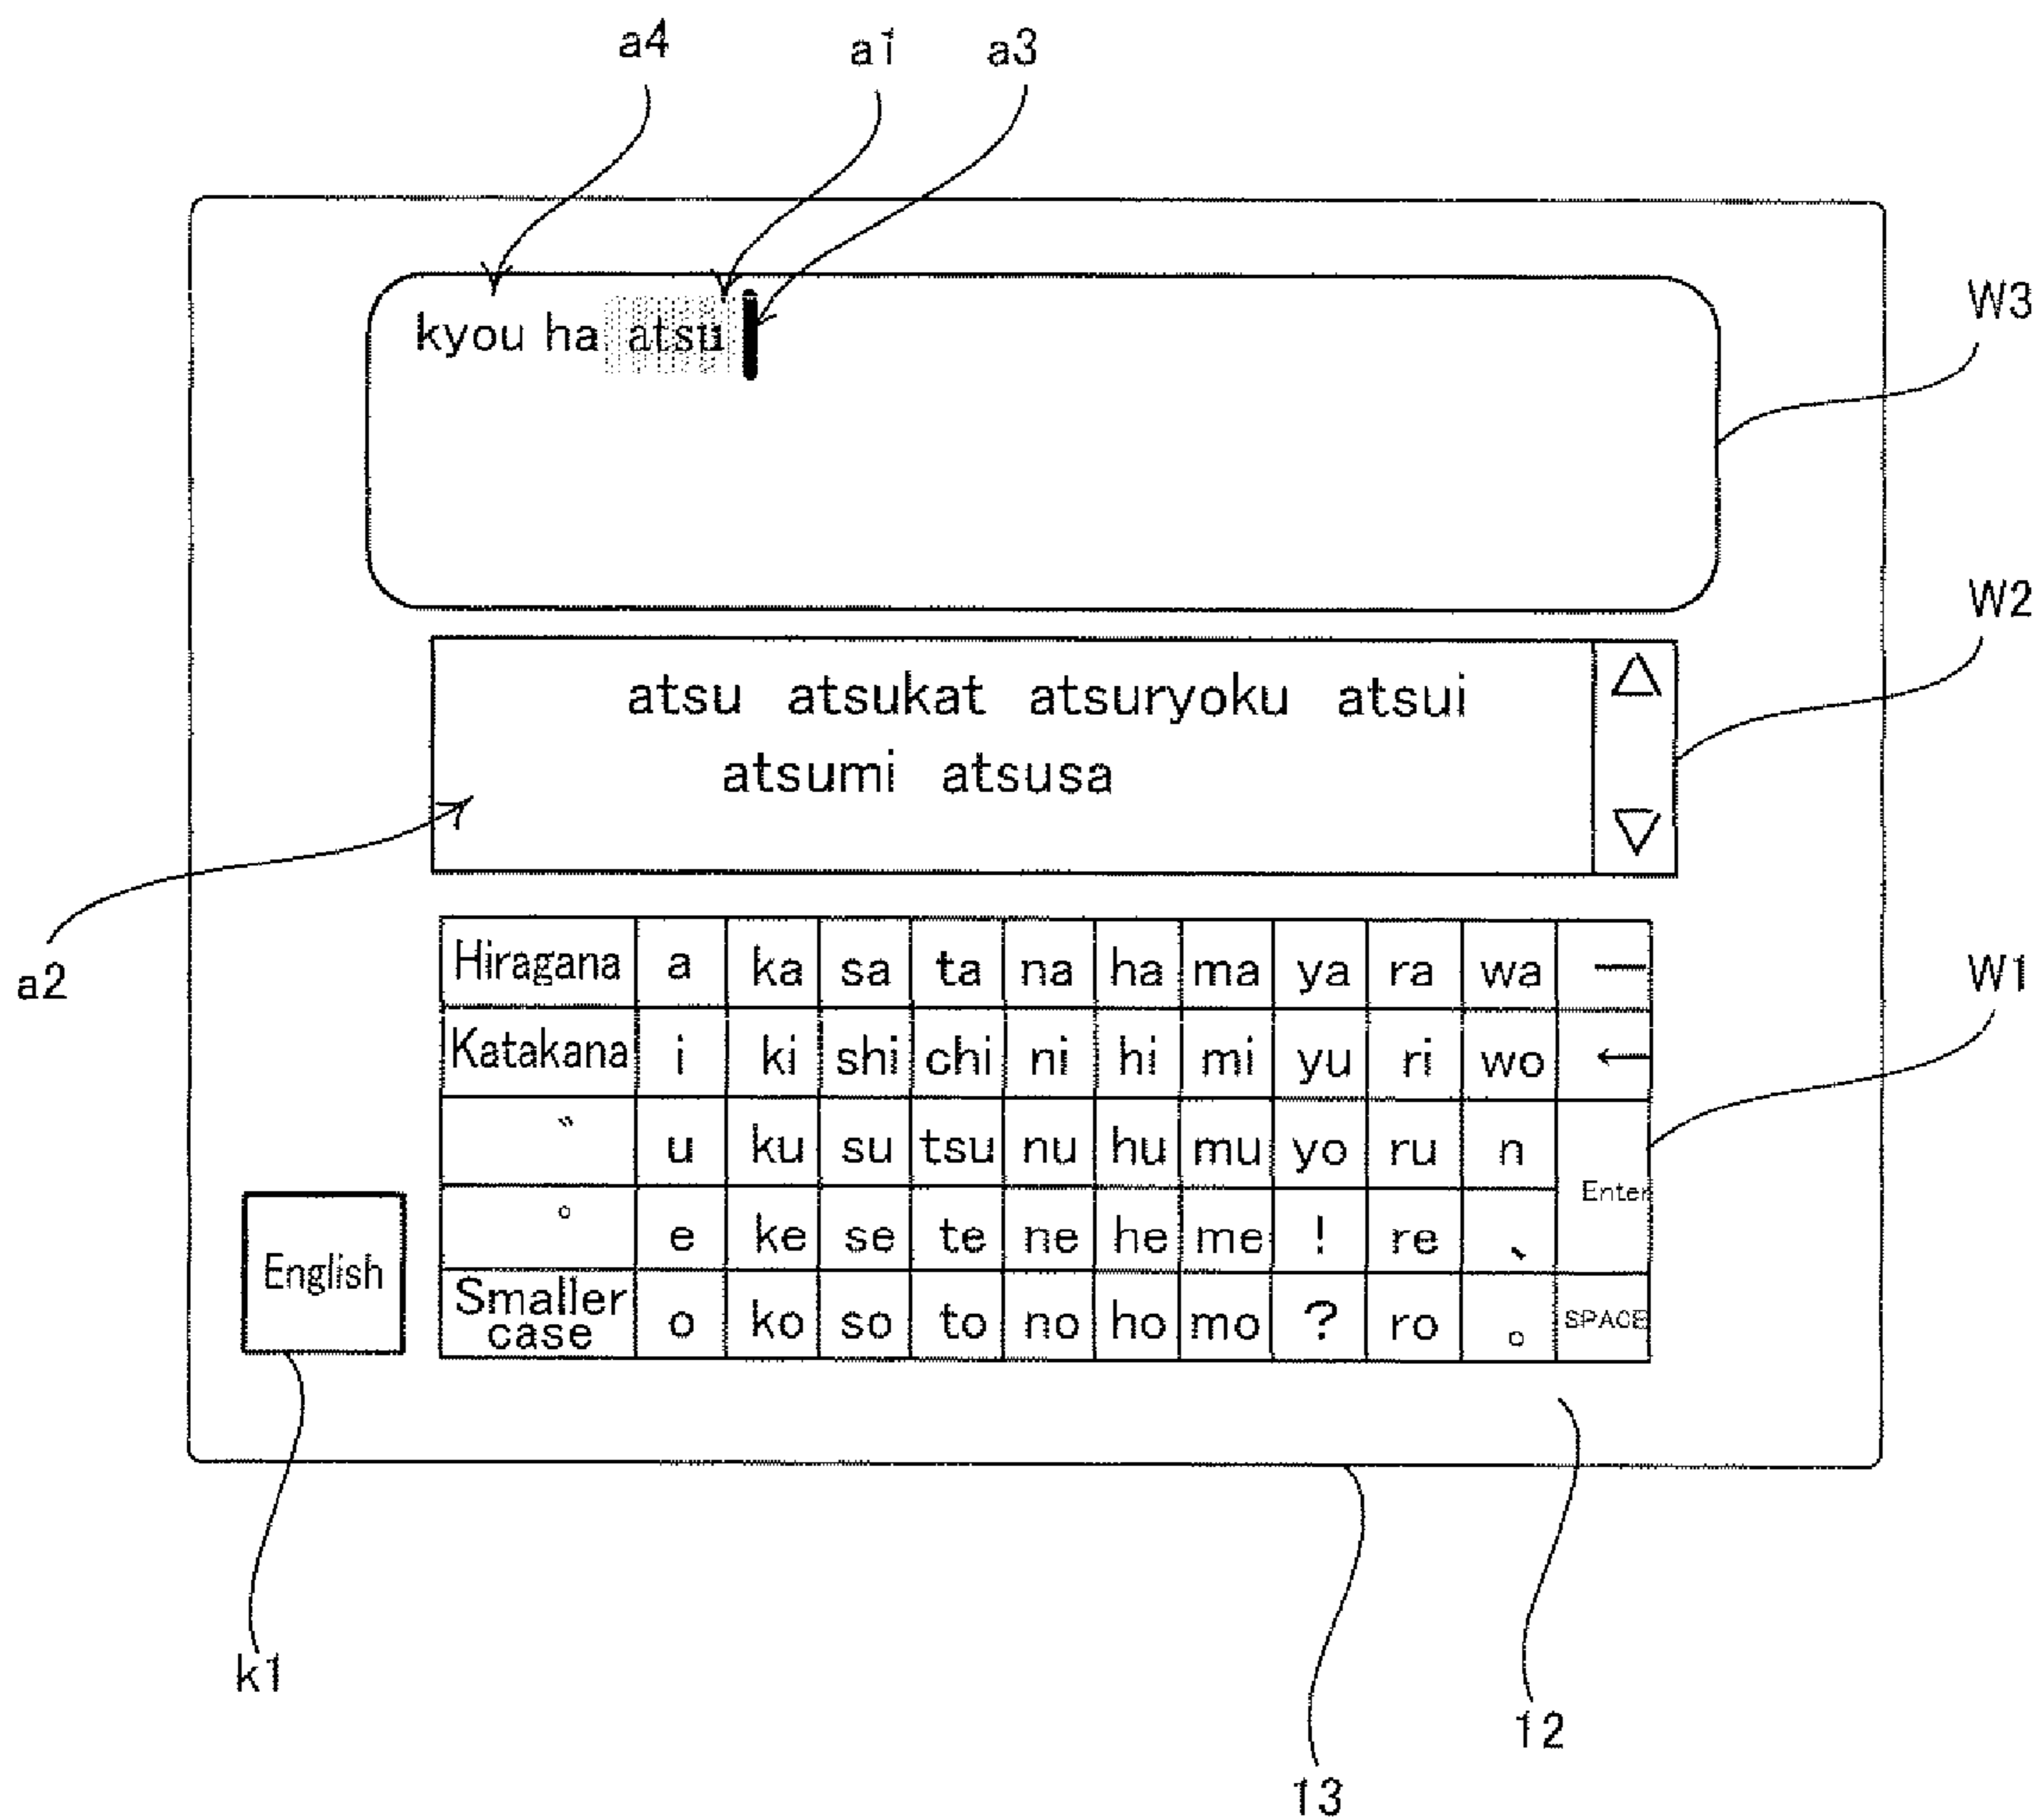 a4 a1 a3
kyou ha atsu
W3
W2
atsu atsukat atsuryoku atsui
atsumi atsusa
a2
W1
Hiragana a ka sa ta na ha ma ya ra wa —
Katakana i ki shi chi ni hi mi yu ri wo ←
゛ u ku su tsu nu hu mu yo ru n
Enter
゜ e ke se te ne he me ! re 、
Smaller case o ko so to no ho mo ? ro 。 SPACE
English
k1
12
13